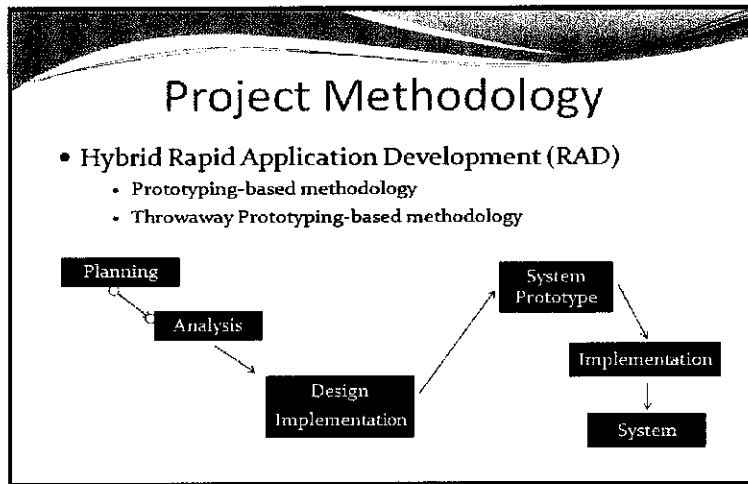 Project Methodology
• Hybrid Rapid Application Development (RAD)
• Prototyping-based methodology
• Throwaway Prototyping-based methodology
Planning
Analysis
Design
Implementation
System
Prototype
Implementation
System